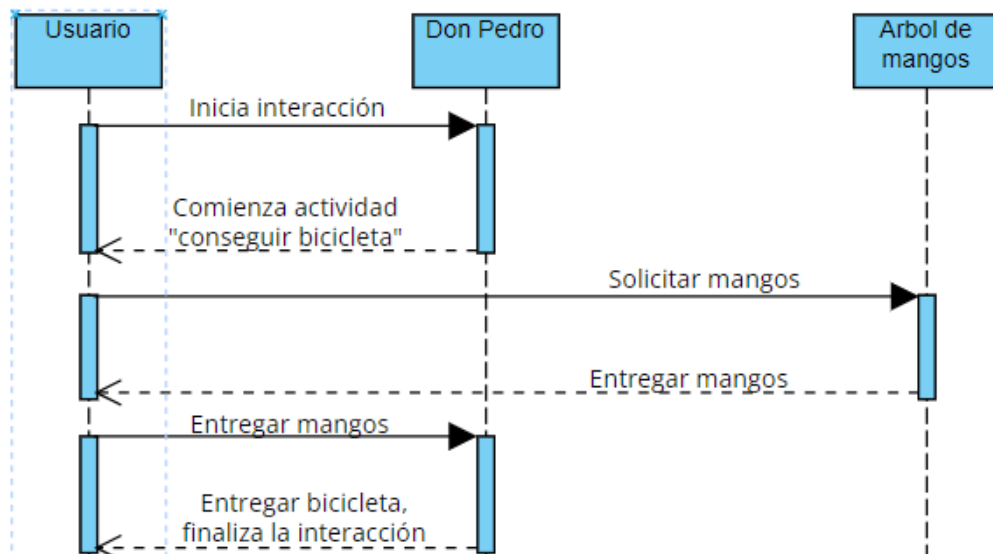 Usuario
Don Pedro
Arbol de
mangos
Inicia interacción
Comienza actividad
"conseguir bicicleta"
Solicitar mangos
Entregar mangos
Entregar mangos
Entregar bicicleta,
finaliza la interacción